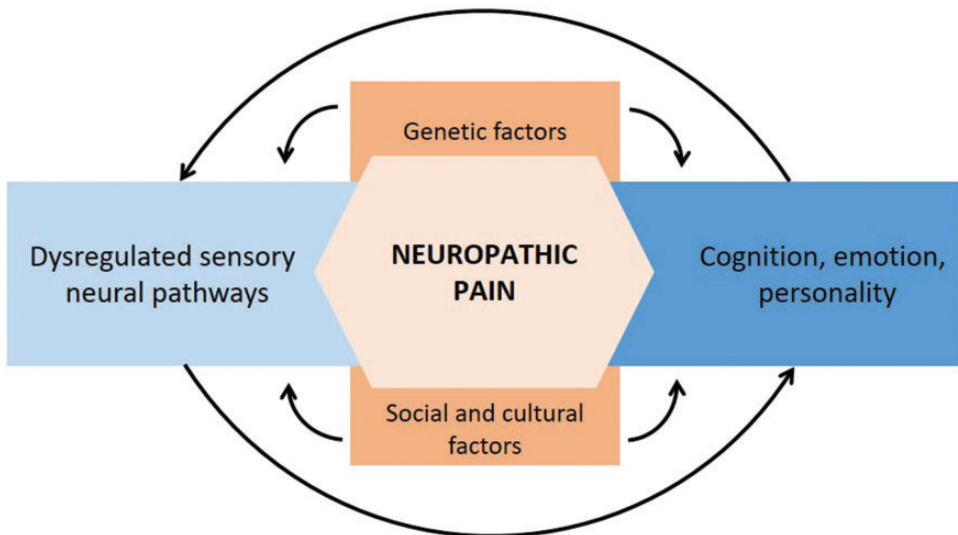 Genetic factors
Dysregulated sensory
neural pathways
NEUROPATHIC
PAIN
Cognition, emotion,
personality
Social and cultural
factors